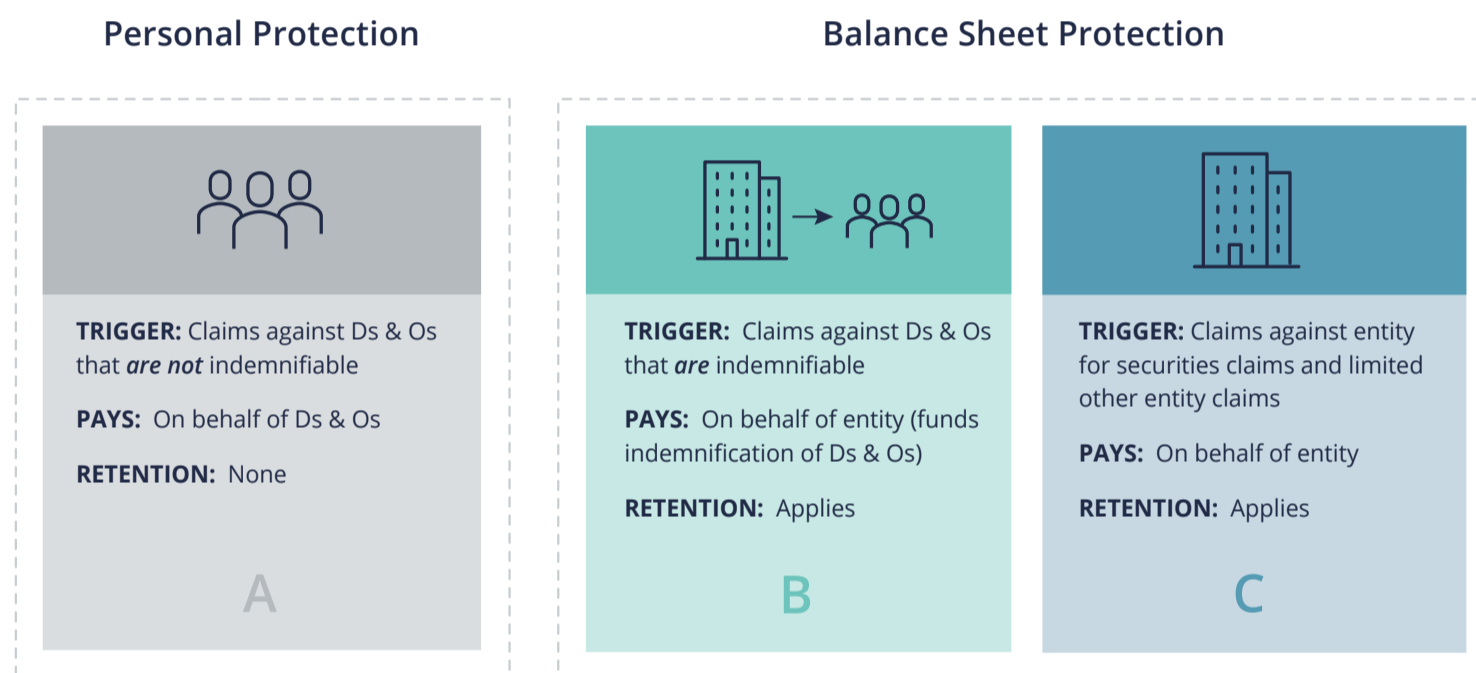 Personal Protection
Balance Sheet Protection
TRIGGER: Claims against Ds & Os
that are not indemnifiable
PAYS: On behalf of Ds & Os
RETENTION: None
A
TRIGGER: Claims against Ds & Os
that are indemnifiable
PAYS: On behalf of entity (funds
indemnification of Ds & Os)
RETENTION: Applies
B
TRIGGER: Claims against entity
for securities claims and limited
other entity claims
PAYS: On behalf of entity
RETENTION: Applies
C